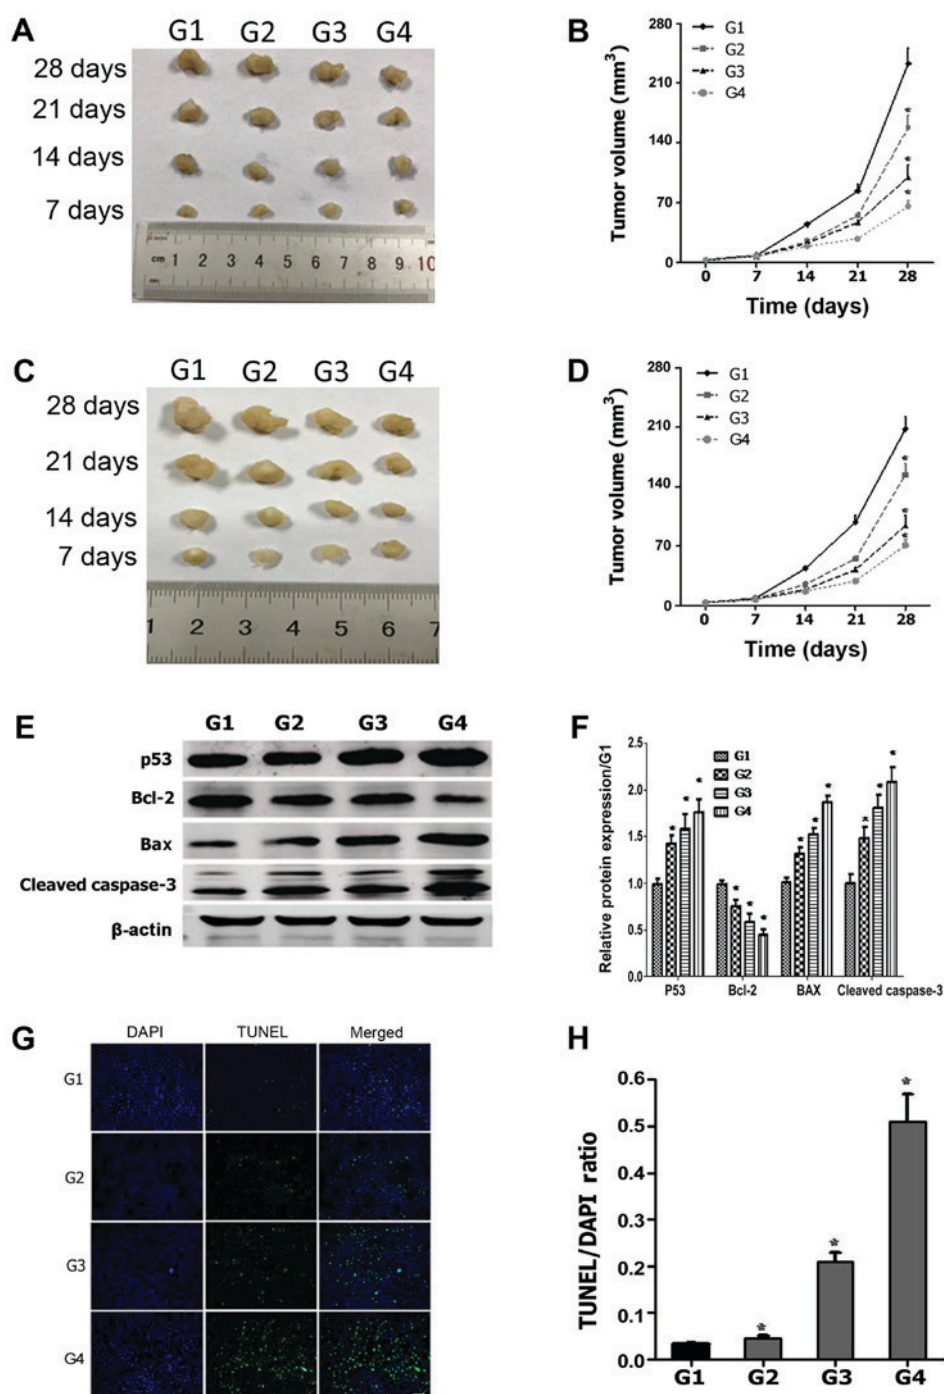 A
G1 G2 G3 G4
28 days
21 days
14 days
7 days
cm 1 2 3 4 5 6 7 8 9 10
B
Tumor volume (mm³)
280
210
140
70
0
G1
G2
G3
G4
*
*
*
0 7 14 21 28
Time (days)
C
G1 G2 G3 G4
28 days
21 days
14 days
7 days
1 2 3 4 5 6 7
D
Tumor volume (mm³)
280
210
140
70
0
G1
G2
G3
G4
*
*
*
0 7 14 21 28
Time (days)
E
G1 G2 G3 G4
p53
Bcl-2
Bax
Cleaved caspase-3
β-actin
F
Relative protein expression/G1
2.5
2.0
1.5
1.0
0.5
0.0
G1
G2
G3
G4
* * * * * * * * * * * *
P53 Bcl-2 BAX Cleaved caspase-3
G
DAPI TUNEL Merged
G1
G2
G3
G4
H
TUNEL/DAPI ratio
0.6
0.5
0.4
0.3
0.2
0.1
0.0
* * *
G1 G2 G3 G4